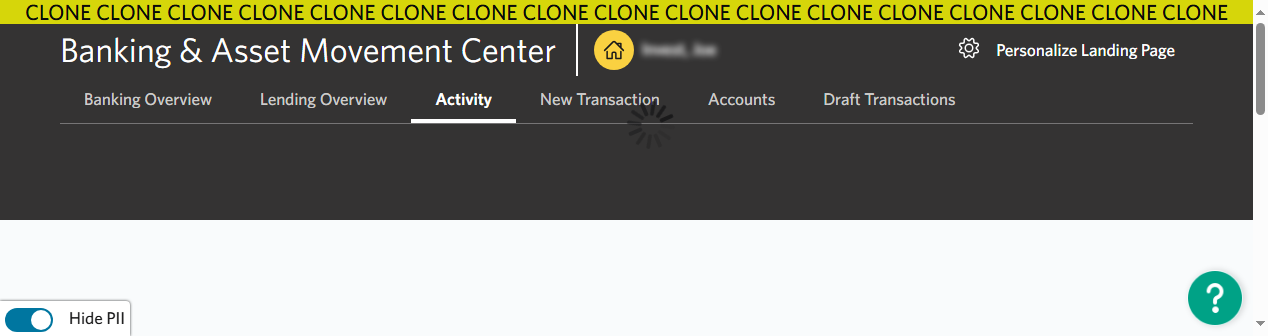 CLONE CLONE CLONE CLONE CLONE CLONE CLONE CLONE CLONE CLONE CLONE CLONE CLONE CLONE CLONE CLONE CLONE
Banking & Asset Movement Center
Personalize Landing Page
Banking Overview Lending Overview Activity New Transaction Accounts Draft Transactions
?
Hide PII